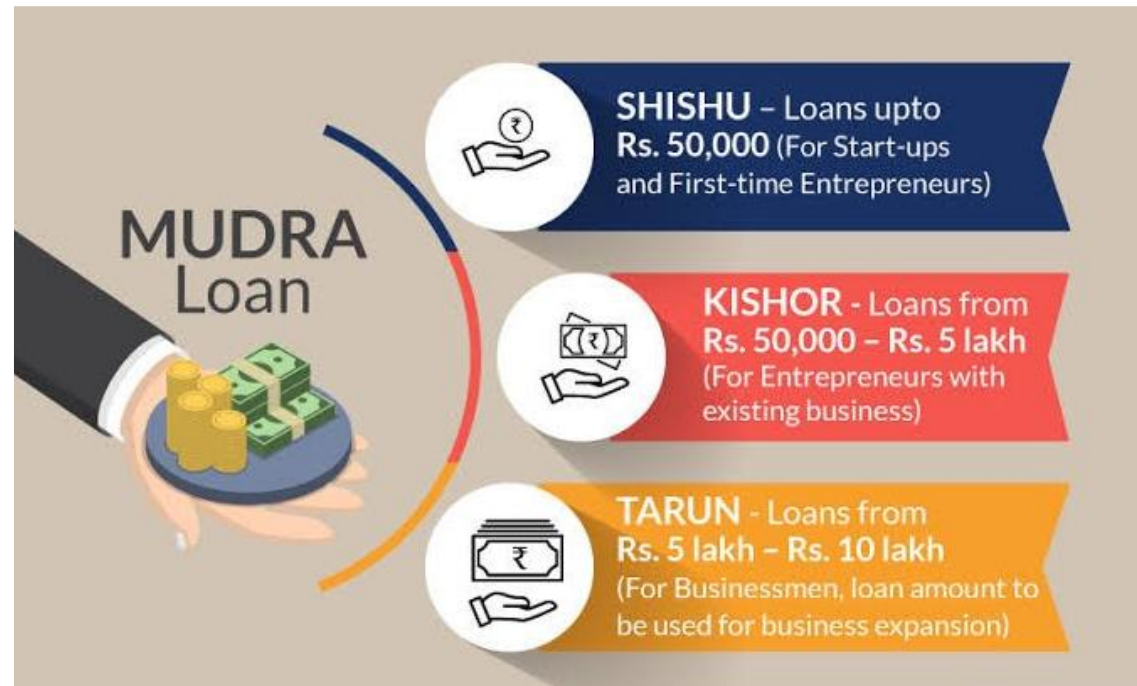 MUDRA
Loan
SHISHU – Loans upto
Rs. 50,000 (For Start-ups
and First-time Entrepreneurs)
KISHOR - Loans from
Rs. 50,000 – Rs. 5 lakh
(For Entrepreneurs with
existing business)
TARUN - Loans from
Rs. 5 lakh – Rs. 10 lakh
(For Businessmen, loan amount to
be used for business expansion)